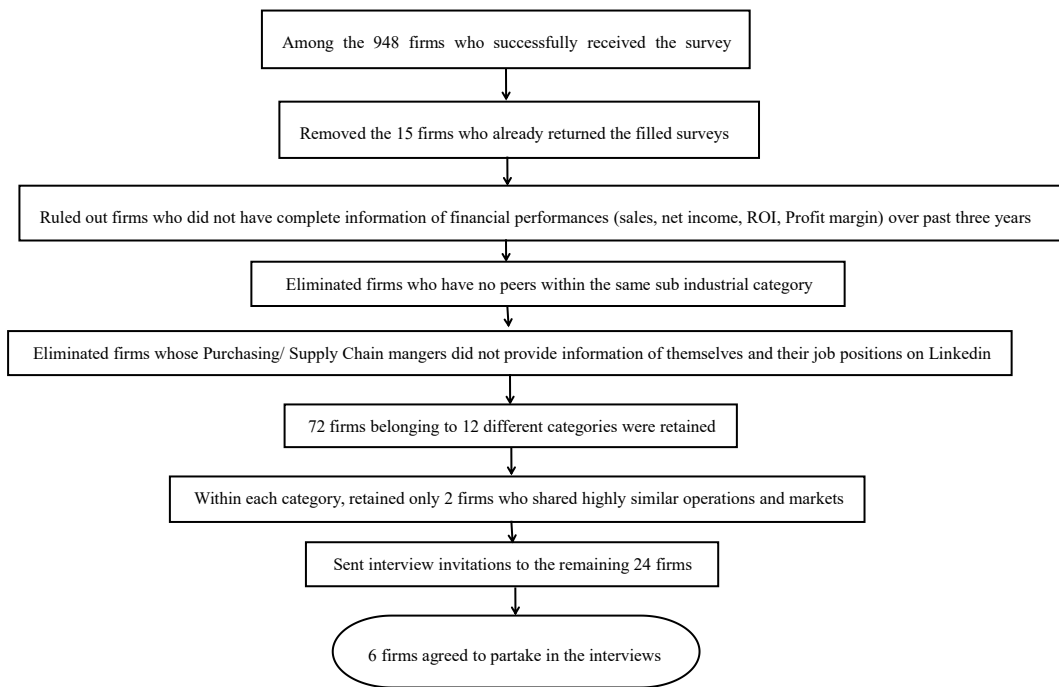 Among the 948 firms who successfully received the survey
Removed the 15 firms who already returned the filled surveys
Ruled out firms who did not have complete information of financial performances (sales, net income, ROI, Profit margin) over past three years
Eliminated firms who have no peers within the same sub industrial category
Eliminated firms whose Purchasing/ Supply Chain mangers did not provide information of themselves and their job positions on Linkedin
72 firms belonging to 12 different categories were retained
Within each category, retained only 2 firms who shared highly similar operations and markets
Sent interview invitations to the remaining 24 firms
6 firms agreed to partake in the interviews